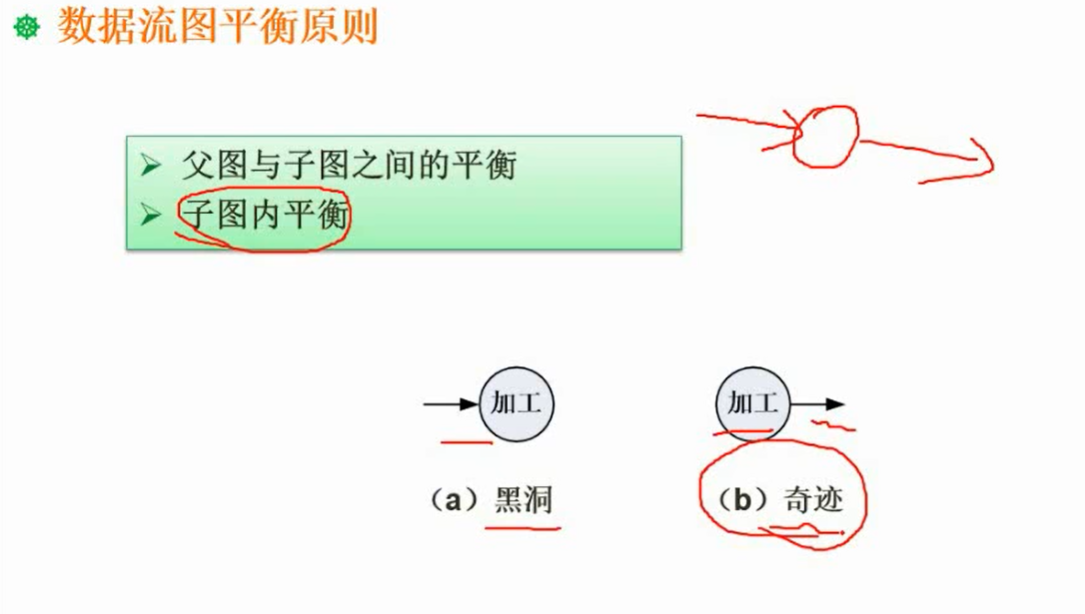 数据流图平衡原则
父图与子图之间的平衡
子图内平衡
加工
加工
（a）黑洞
（b）奇迹